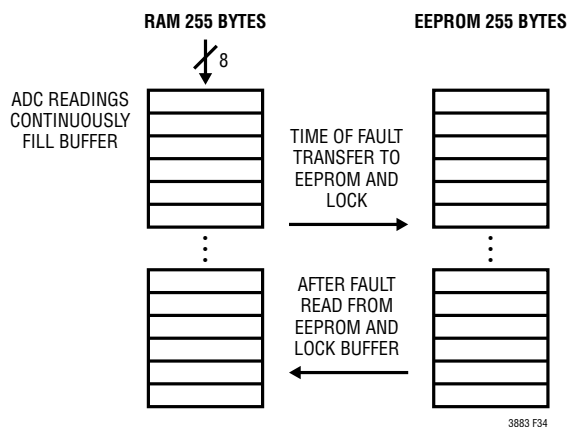 RAM 255 BYTES
EEPROM 255 BYTES
8
ADC READINGS
CONTINUOUSLY
FILL BUFFER
TIME OF FAULT
TRANSFER TO
EEPROM AND
LOCK
AFTER FAULT
READ FROM
EEPROM AND
LOCK BUFFER
3883 F34